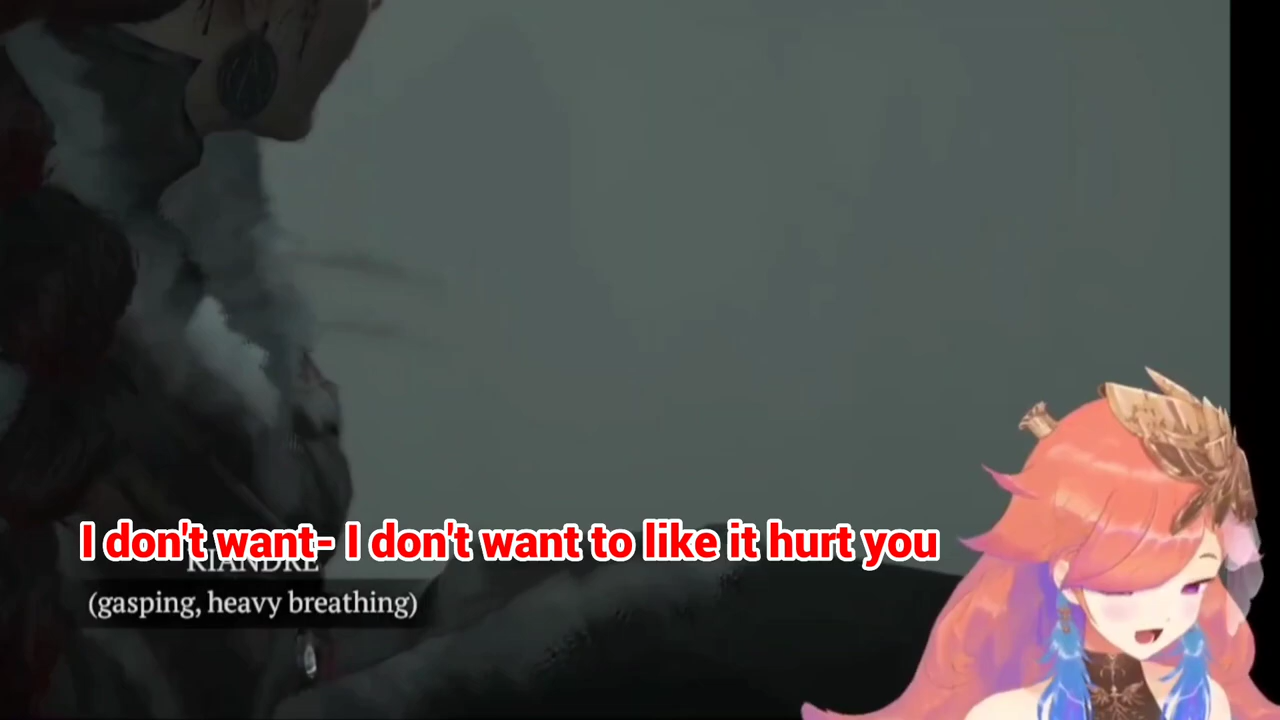 I don't want- I don't want to like it hurt you
RIANDRE
(gasping, heavy breathing)